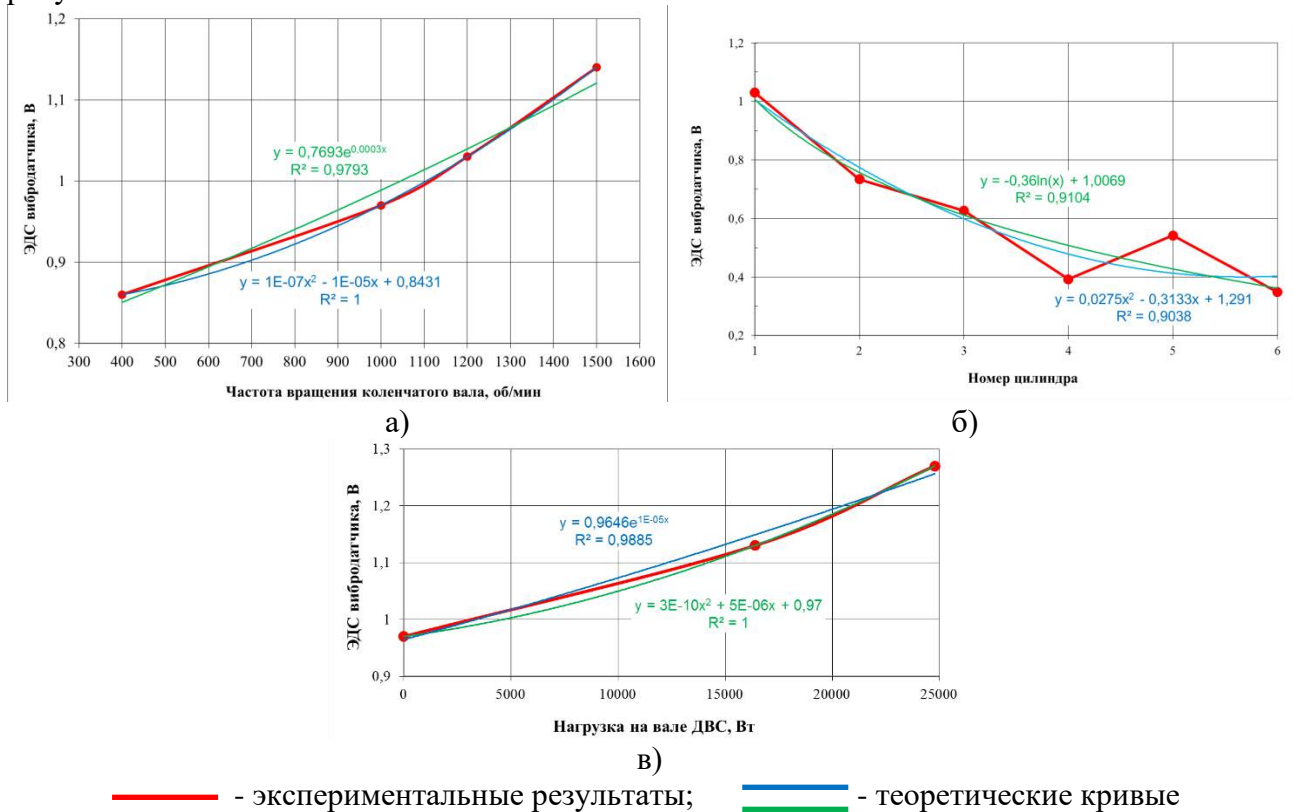 1,2
1,1
1
0,9
0,8
ЭДС вибродатчика, В
y = 0,7693e^0,0003x
R² = 0,9793
y = 1E-07x² - 1E-05x + 0,8431
R² = 1
300 400 500 600 700 800 900 1000 1100 1200 1300 1400 1500 1600
Частота вращения коленчатого вала, об/мин
а)
1,2
1
0,8
0,6
0,4
0,2
ЭДС вибродатчика, В
y = -0,36ln(x) + 1,0069
R² = 0,9104
y = 0,0275x² - 0,3133x + 1,291
R² = 0,9038
1 2 3 4 5 6
Номер цилиндра
б)
1,3
1,2
1,1
1
0,9
ЭДС вибродатчика, В
y = 0,9646e^1E-05x
R² = 0,9885
y = 3E-10x² + 5E-06x + 0,97
R² = 1
0 5000 10000 15000 20000 25000
Нагрузка на вале ДВС, Вт
в)
- экспериментальные результаты; - теоретические кривые